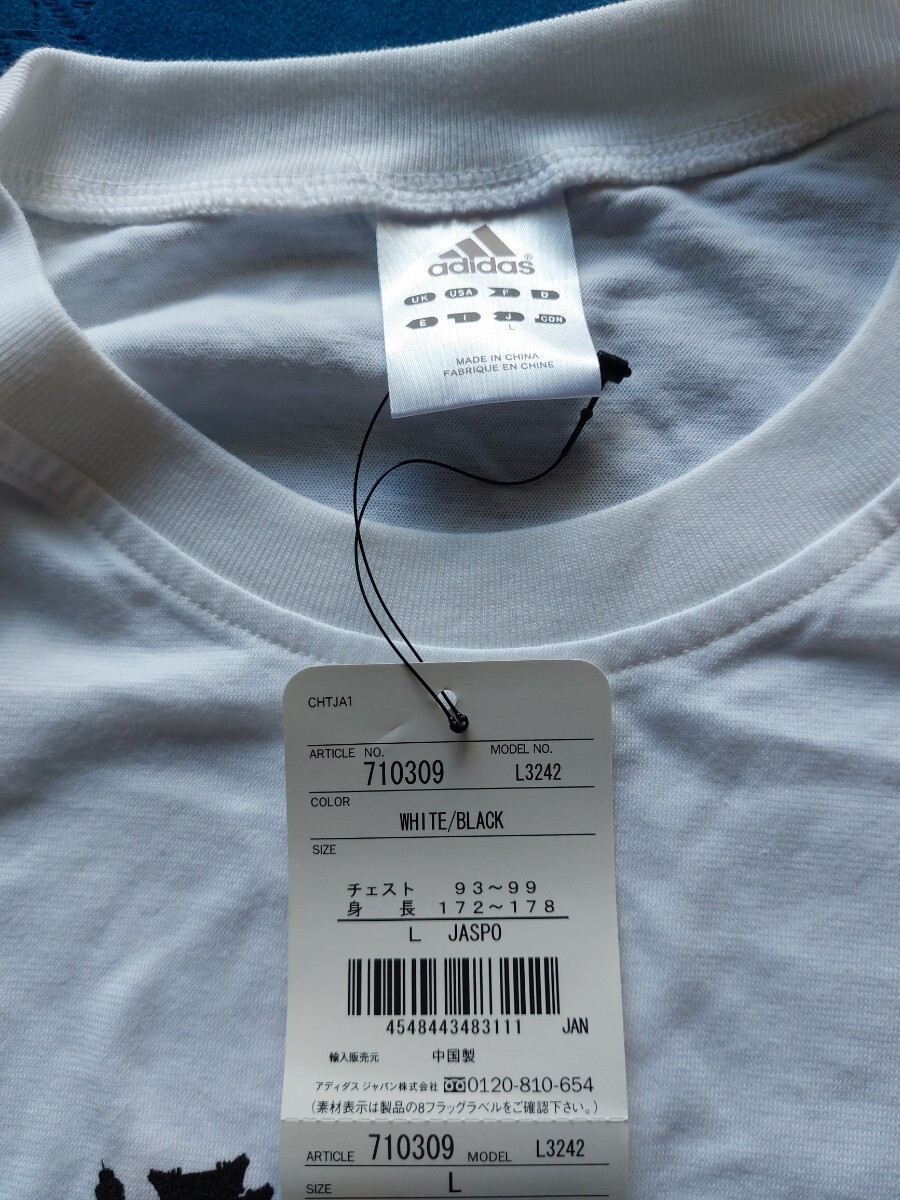 adidas®
UK USA F D
E I J CDN
L
MADE IN CHINA
FABRIQUE EN CHINE
CHTJA1
ARTICLE NO. MODEL NO.
710309 L3242
COLOR
WHITE/BLACK
SIZE
チェスト 93～99
身 長 172～178
L JASPO
4548443483111 JAN
輸入販売元 中国製
アディダス ジャパン株式会社 0120-810-654
(素材表示は製品の8フラッグラベルをご確認下さい。)
ARTICLE 710309 MODEL L3242
SIZE L